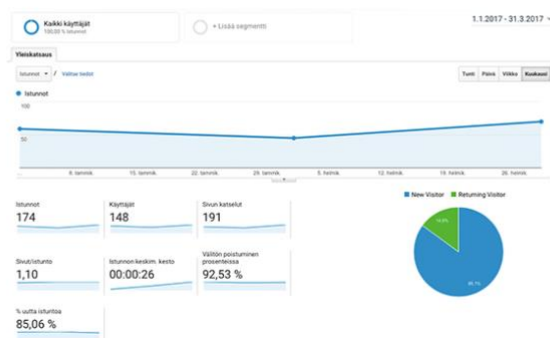 Kaikki käyttäjät
100,00 % Istunnot
+ Lisää segmentti
1.1.2017 - 31.3.2017
Yleiskatsaus
Istunnot / Valitse tiedot
Tunti Päivä Viikko Kuukausi
Istunnot
100
50
8. tammik. 15. tammik. 22. tammik. 29. tammik. 5. helmik. 12. helmik. 19. helmik. 26. helmik.
New Visitor Returning Visitor
Istunnot
174
Käyttäjät
148
Sivun katselut
191
Sivut/istunto
1,10
Istunnon keskim. kesto
00:00:26
Välitön poistuminen
prosenteissa
92,53 %
% uutta istuntoa
85,06 %